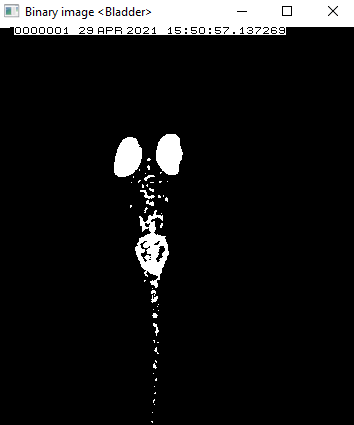 Binary image <Bladder>
0000001 29 APR 2021 15:50:57.137269